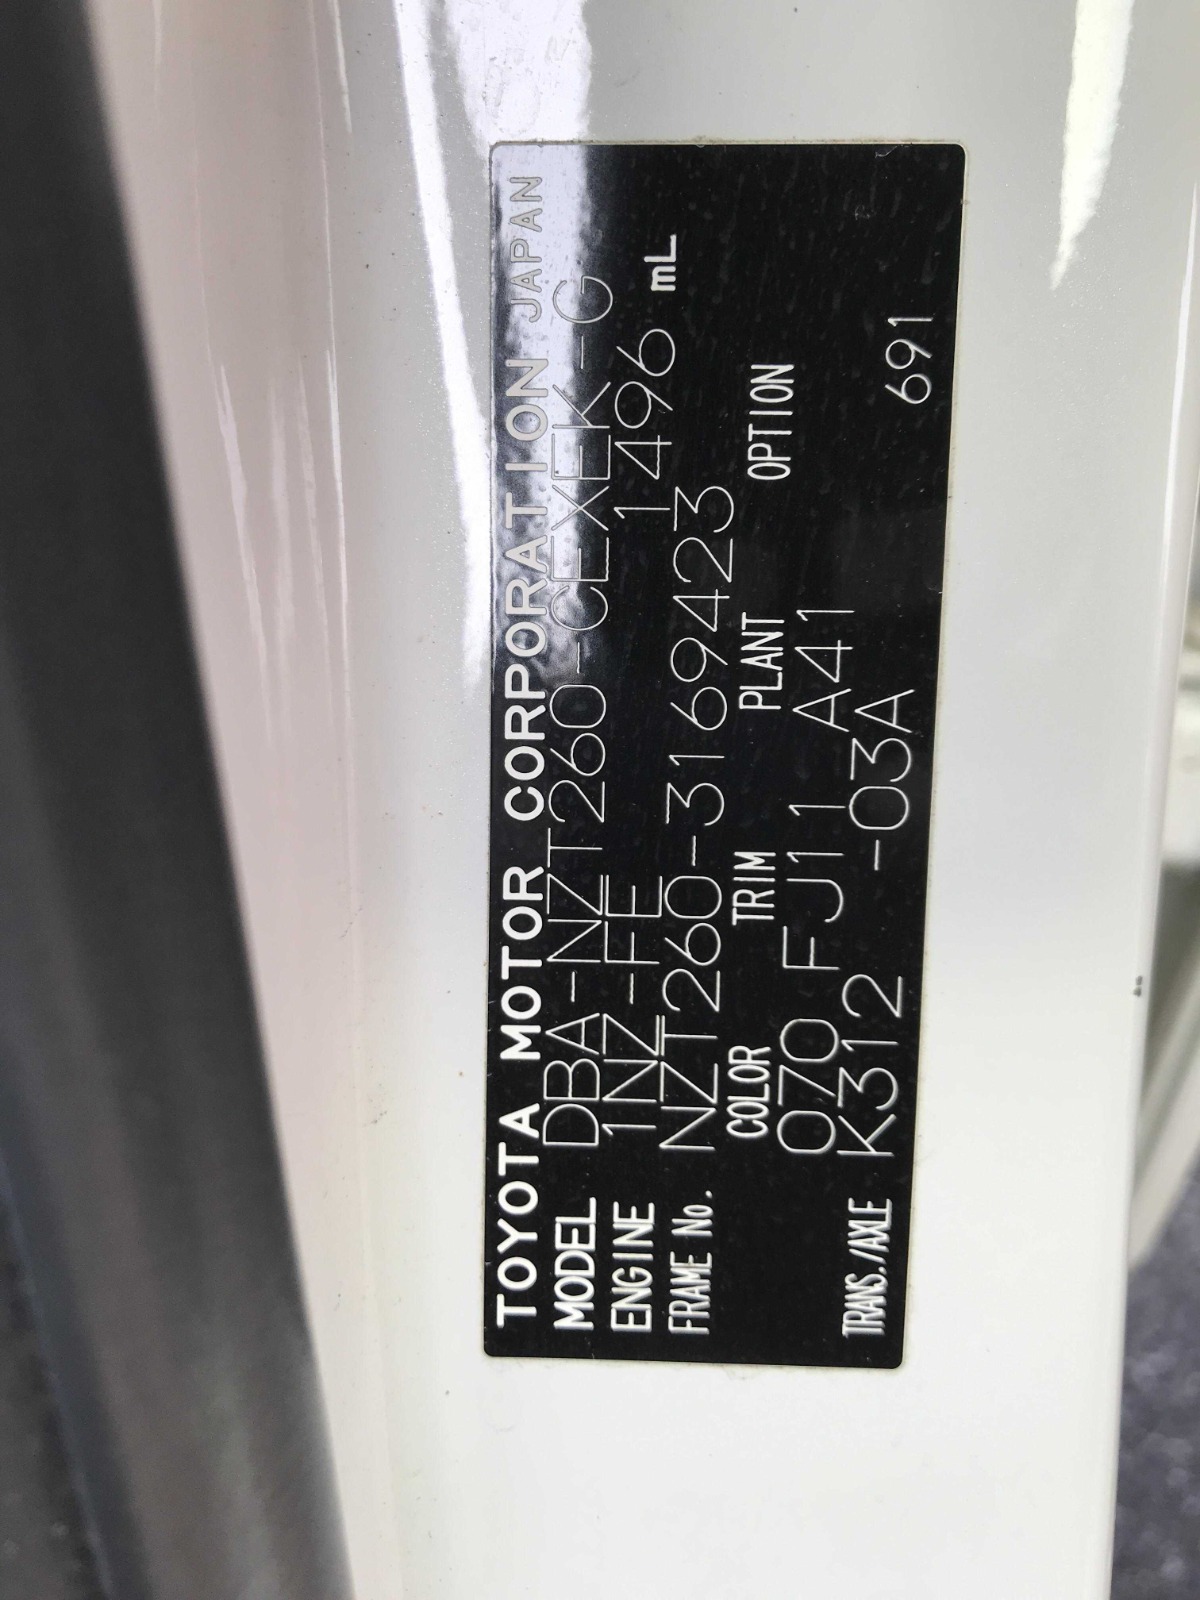 TOYOTA MOTOR CORPORATION JAPAN
MODEL DBA-NZT260-CEXEK-G
ENGINE 1NZ-FE 1496 mL
FRAME No. NZT260-3169423
COLOR TRIM PLANT OPTION
070 FJ11 A41
TRANS./AXLE K312 -03A 691